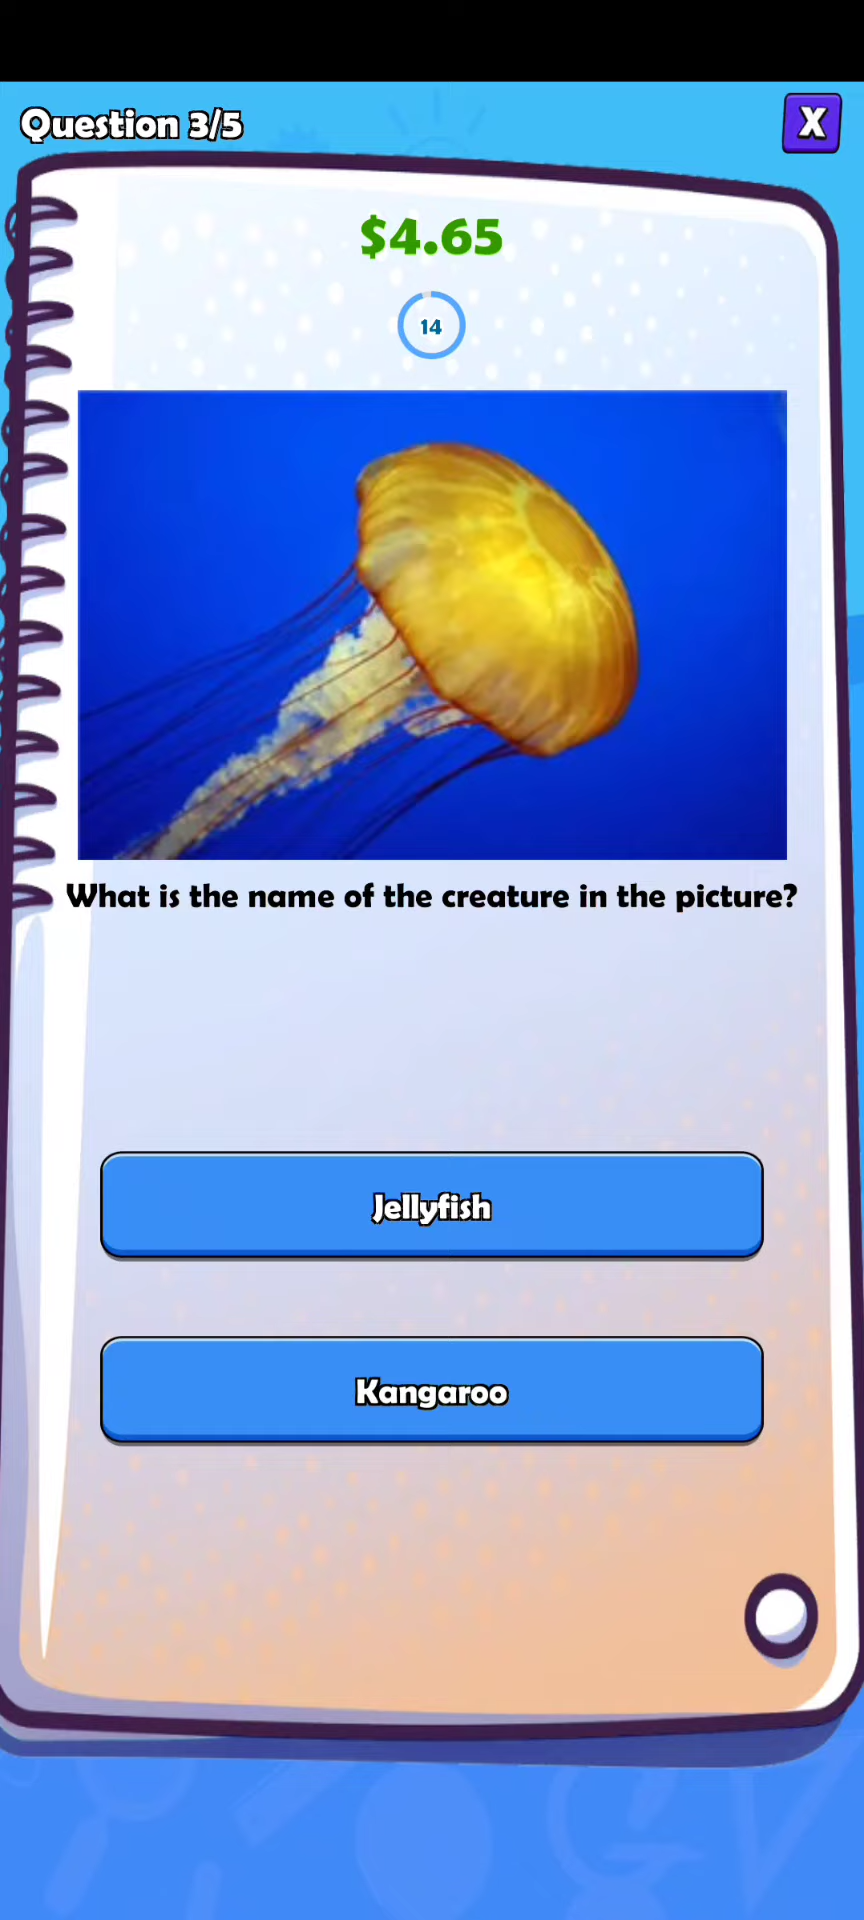 Question 3/5
X
$4.65
14
What is the name of the creature in the picture?
Jellyfish
Kangaroo